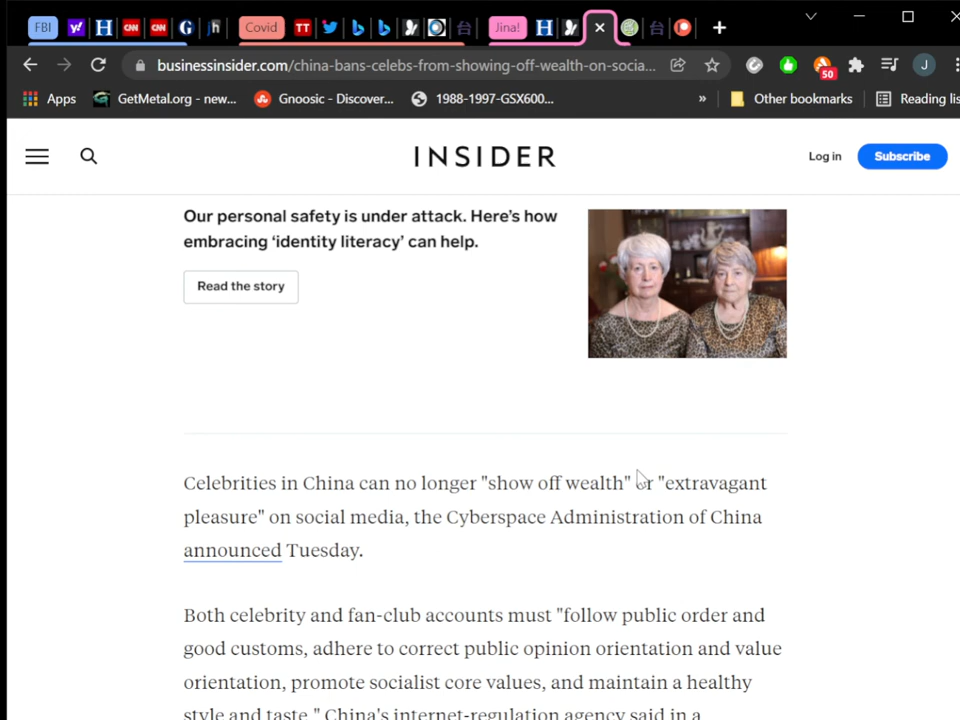 FBI Covid Jina!
businessinsider.com/china-bans-celebs-from-showing-off-wealth-on-socia...
50
J
Apps GetMetal.org - new... Gnoosic - Discover... 1988-1997-GSX600... » Other bookmarks Reading lis
INSIDER
Log in Subscribe
Our personal safety is under attack. Here's how
embracing 'identity literacy' can help.
Read the story
Celebrities in China can no longer "show off wealth" or "extravagant
pleasure" on social media, the Cyberspace Administration of China
announced Tuesday.
Both celebrity and fan-club accounts must "follow public order and
good customs, adhere to correct public opinion orientation and value
orientation, promote socialist core values, and maintain a healthy
style and taste," China's internet-regulation agency said in a